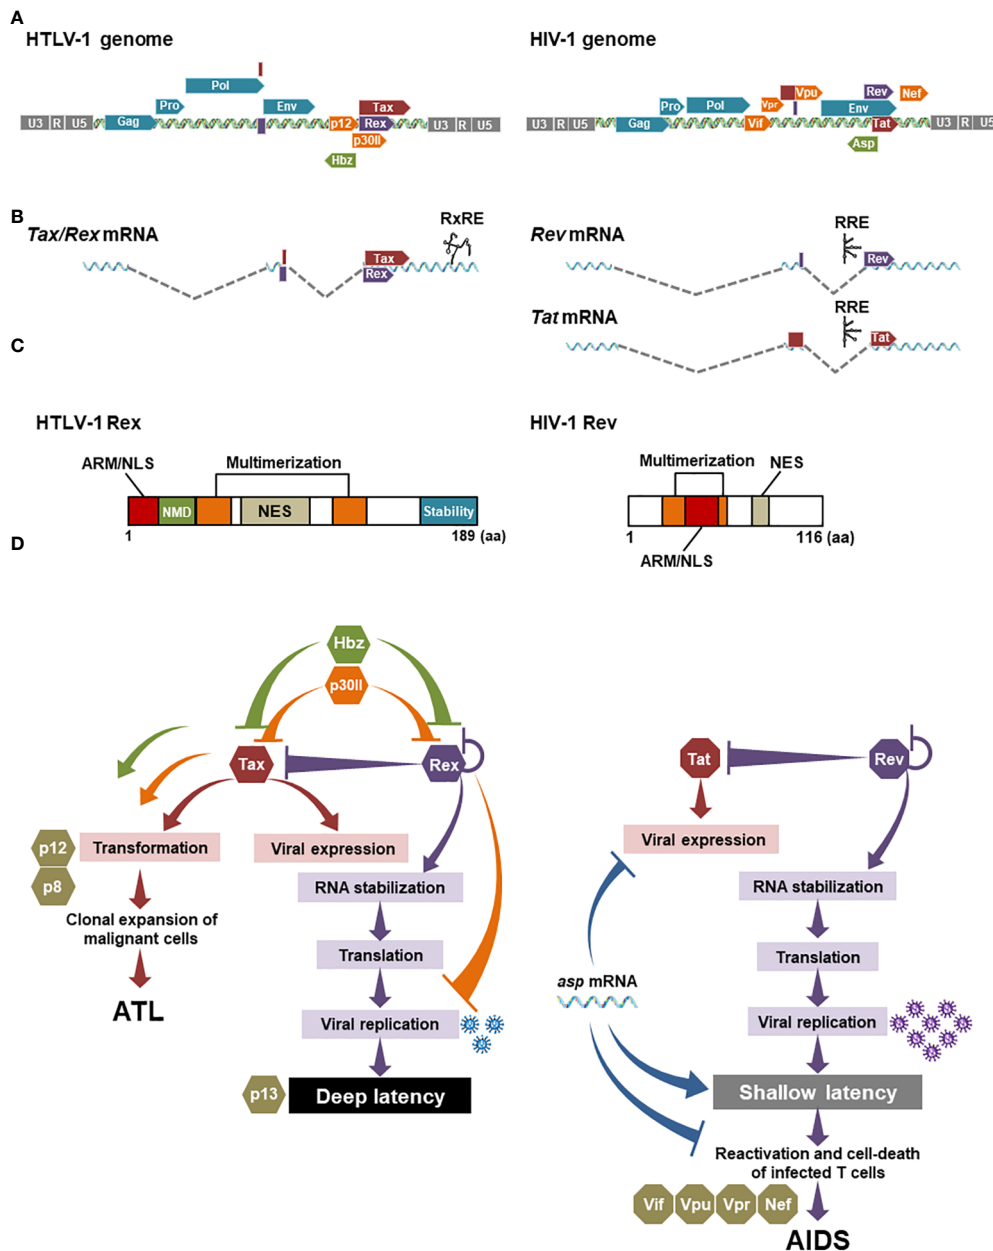 A
HTLV-1 genome
HIV-1 genome
Pol
Pro
Env
Tax
U3 R U5
Gag
p12
Rex
U3 R U5
p30II
Hbz
Pro
Pol
Vpr
Vpu
Rev
Nef
Env
U3 R U5
Gag
Vif
Tat
U3 R U5
Asp
B
Tax/Rex mRNA
RxRE
Tax
Rex
Rev mRNA
RRE
Rev
Tat mRNA
RRE
Tat
C
HTLV-1 Rex
ARM/NLS
Multimerization
NMD
NES
Stability
1
189 (aa)
HIV-1 Rev
Multimerization
NES
1
116 (aa)
ARM/NLS
D
Hbz
p30II
Tax
Rex
p12
p8
Transformation
Viral expression
RNA stabilization
Clonal expansion of
malignant cells
Translation
ATL
Viral replication
p13
Deep latency
Tat
Rev
Viral expression
RNA stabilization
Translation
asp mRNA
Viral replication
Shallow latency
Reactivation and cell-death
of infected T cells
Vif
Vpu
Vpr
Nef
AIDS